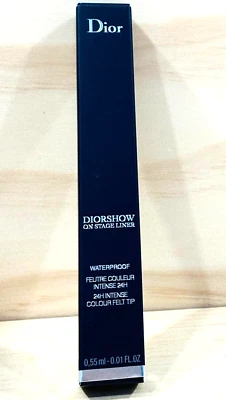 Dior
DIORSHOW
ON STAGE LINER
WATERPROOF
FEUTRE COULEUR
INTENSE 24H
24H INTENSE
COLOUR FELT TIP
0,55 ml - 0.01 FL.OZ